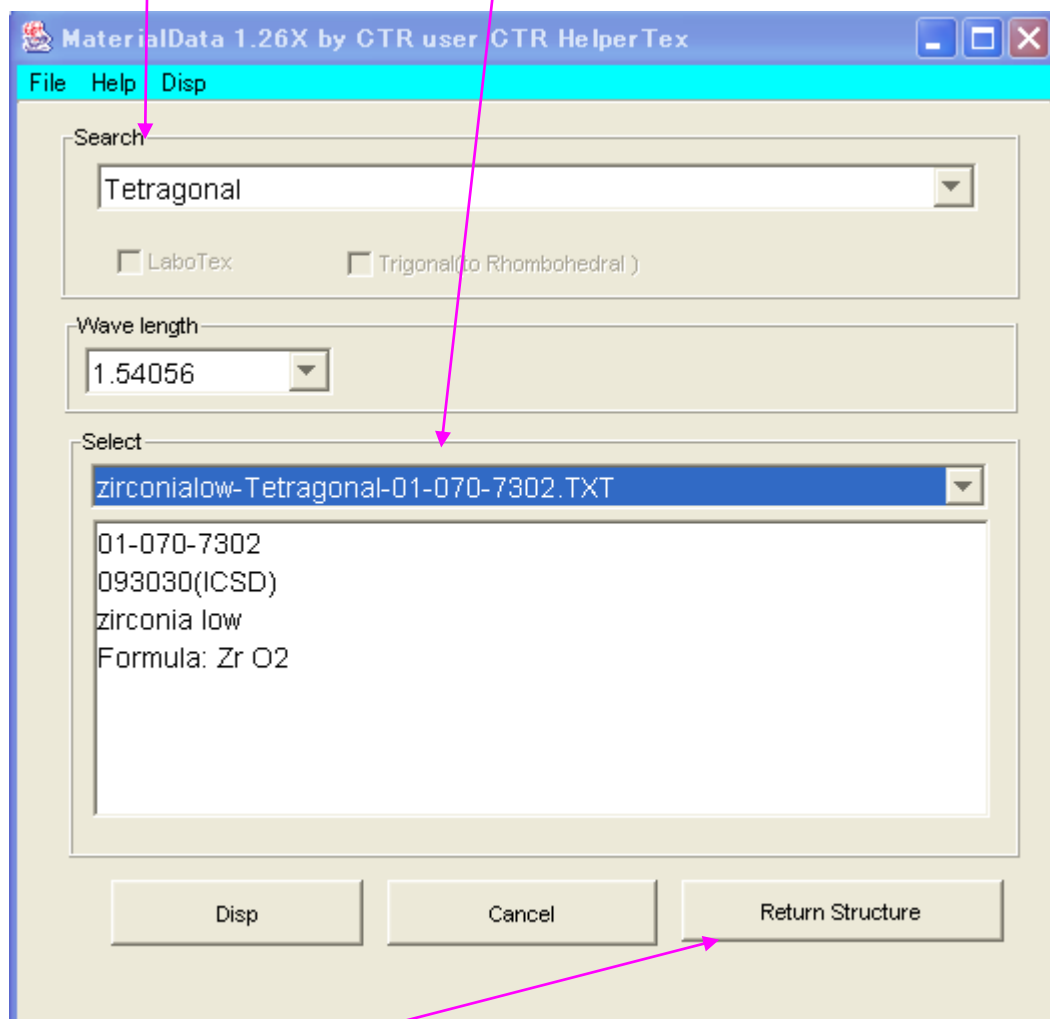 MaterialData 1.26X by CTR user CTR HelperTex
File Help Disp
Search
Tetragonal
LaboTex Trigonal(to Rhombohedral )
Wave length
1.54056
Select
zirconialow-Tetragonal-01-070-7302.TXT
01-070-7302
093030(ICSD)
zirconia low
Formula: Zr O2
Disp Cancel Return Structure